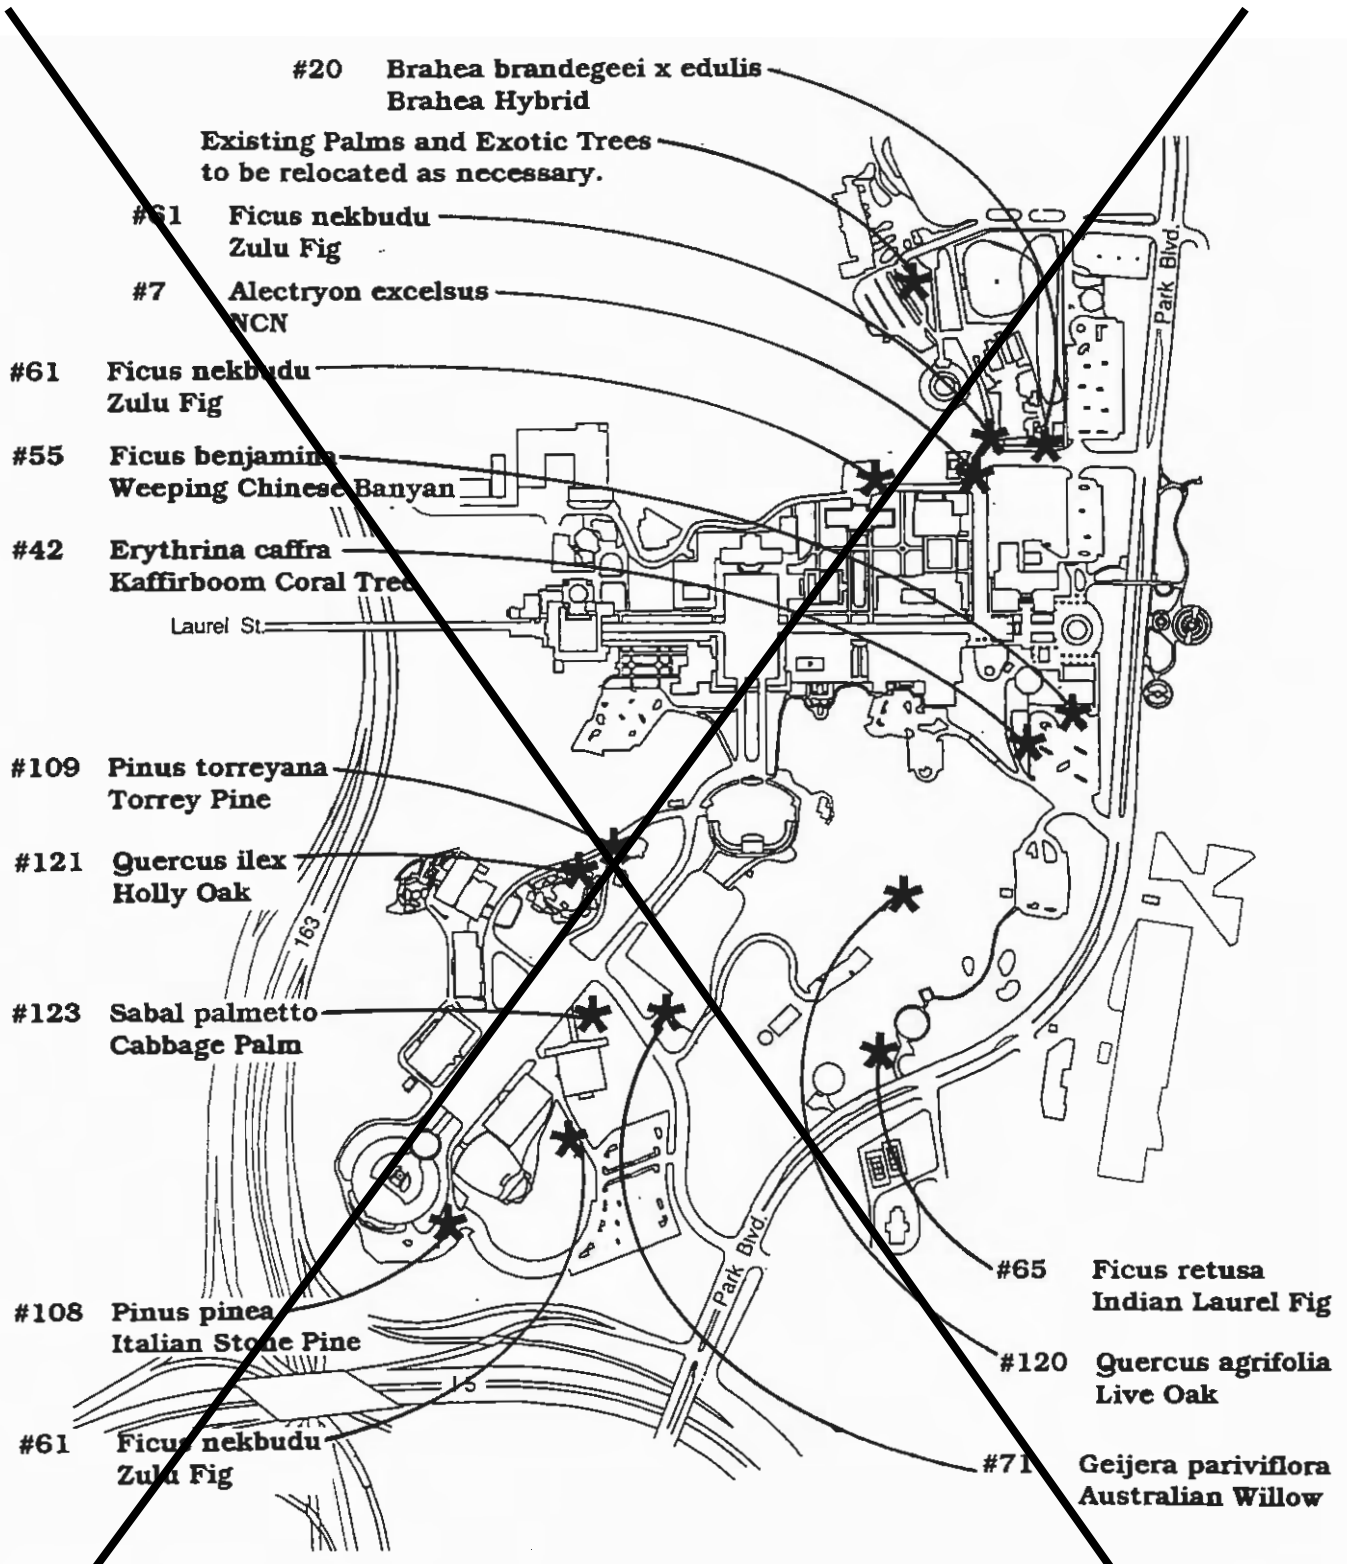 #20 Brahea brandegeei x edulis
Brahea Hybrid
Existing Palms and Exotic Trees
to be relocated as necessary.
#61 Ficus nekbudu
Zulu Fig
#7 Alectryon excelsus
NCN
#61 Ficus nekbudu
Zulu Fig
#55 Ficus benjamina
Weeping Chinese Banyan
#42 Erythrina caffra
Kaffirboom Coral Tree
Laurel St.
Park Blvd.
#109 Pinus torreyana
Torrey Pine
#121 Quercus ilex
Holly Oak
163
#123 Sabal palmetto
Cabbage Palm
#108 Pinus pinea
Italian Stone Pine
Park Blvd.
I 5
#61 Ficus nekbudu
Zulu Fig
#65 Ficus retusa
Indian Laurel Fig
#120 Quercus agrifolia
Live Oak
#71 Geijera pariviflora
Australian Willow